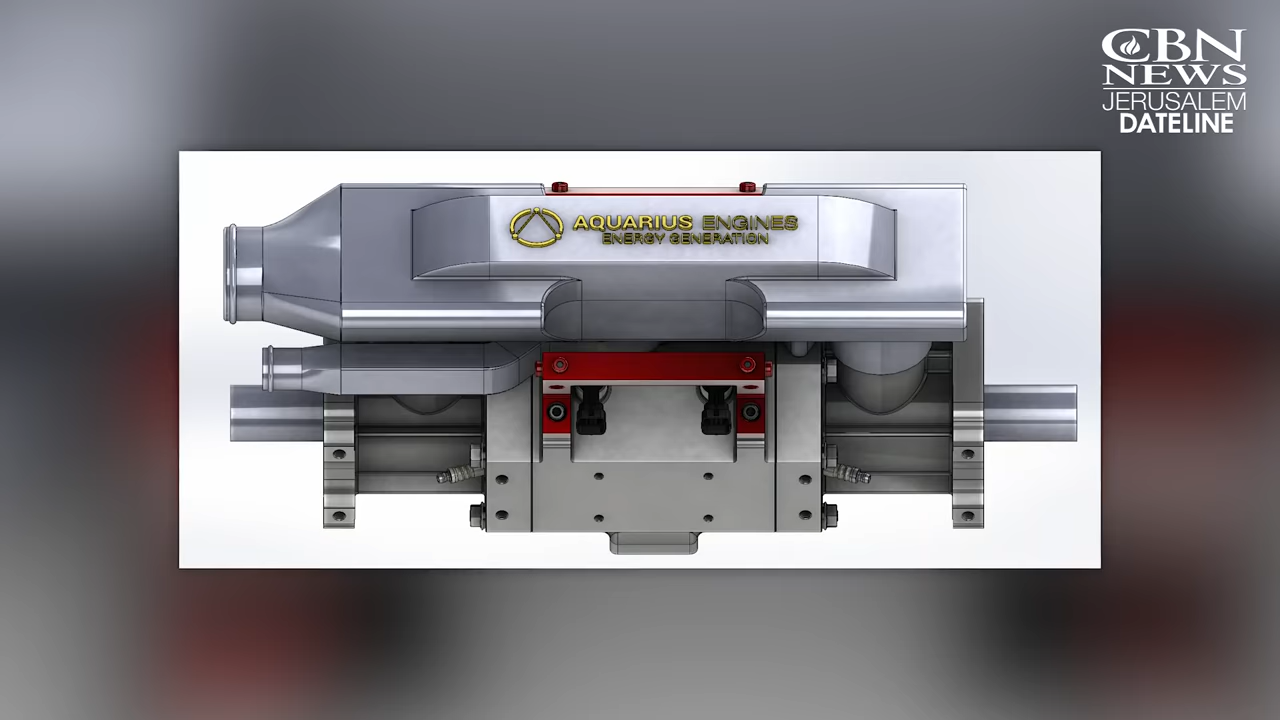 CBN
NEWS
JERUSALEM
DATELINE
AQUARIUS ENGINES
ENERGY GENERATION